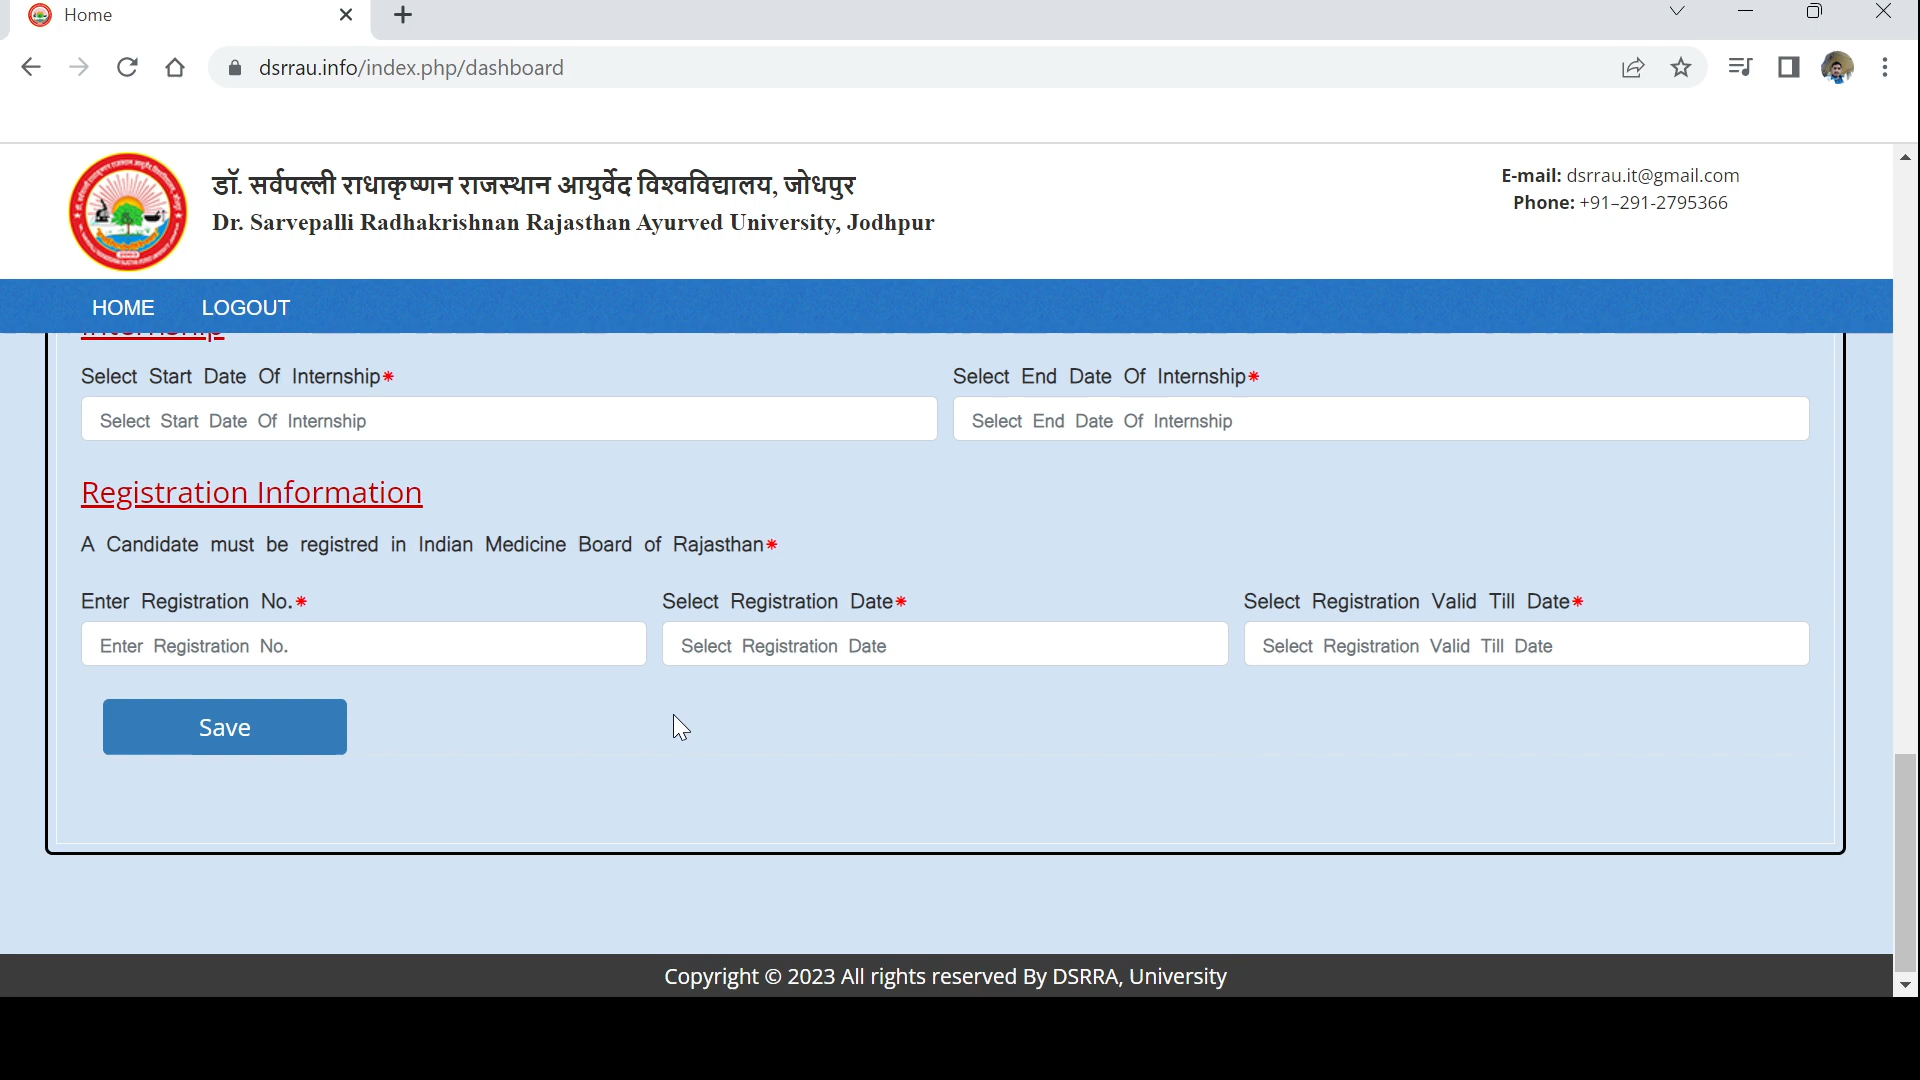 Home
dsrrau.info/index.php/dashboard
डॉ. सर्वपल्ली राधाकृष्णन राजस्थान आयुर्वेद विश्वविद्यालय, जोधपुर
Dr. Sarvepalli Radhakrishnan Rajasthan Ayurved University, Jodhpur
E-mail: dsrrau.it@gmail.com
Phone: +91-291-2795366
HOME LOGOUT
Internship
Select Start Date Of Internship* Select End Date Of Internship*
Select Start Date Of Internship Select End Date Of Internship
Registration Information
A Candidate must be registred in Indian Medicine Board of Rajasthan*
Enter Registration No.* Select Registration Date* Select Registration Valid Till Date*
Enter Registration No. Select Registration Date Select Registration Valid Till Date
Save
Copyright © 2023 All rights reserved By DSRRA, University